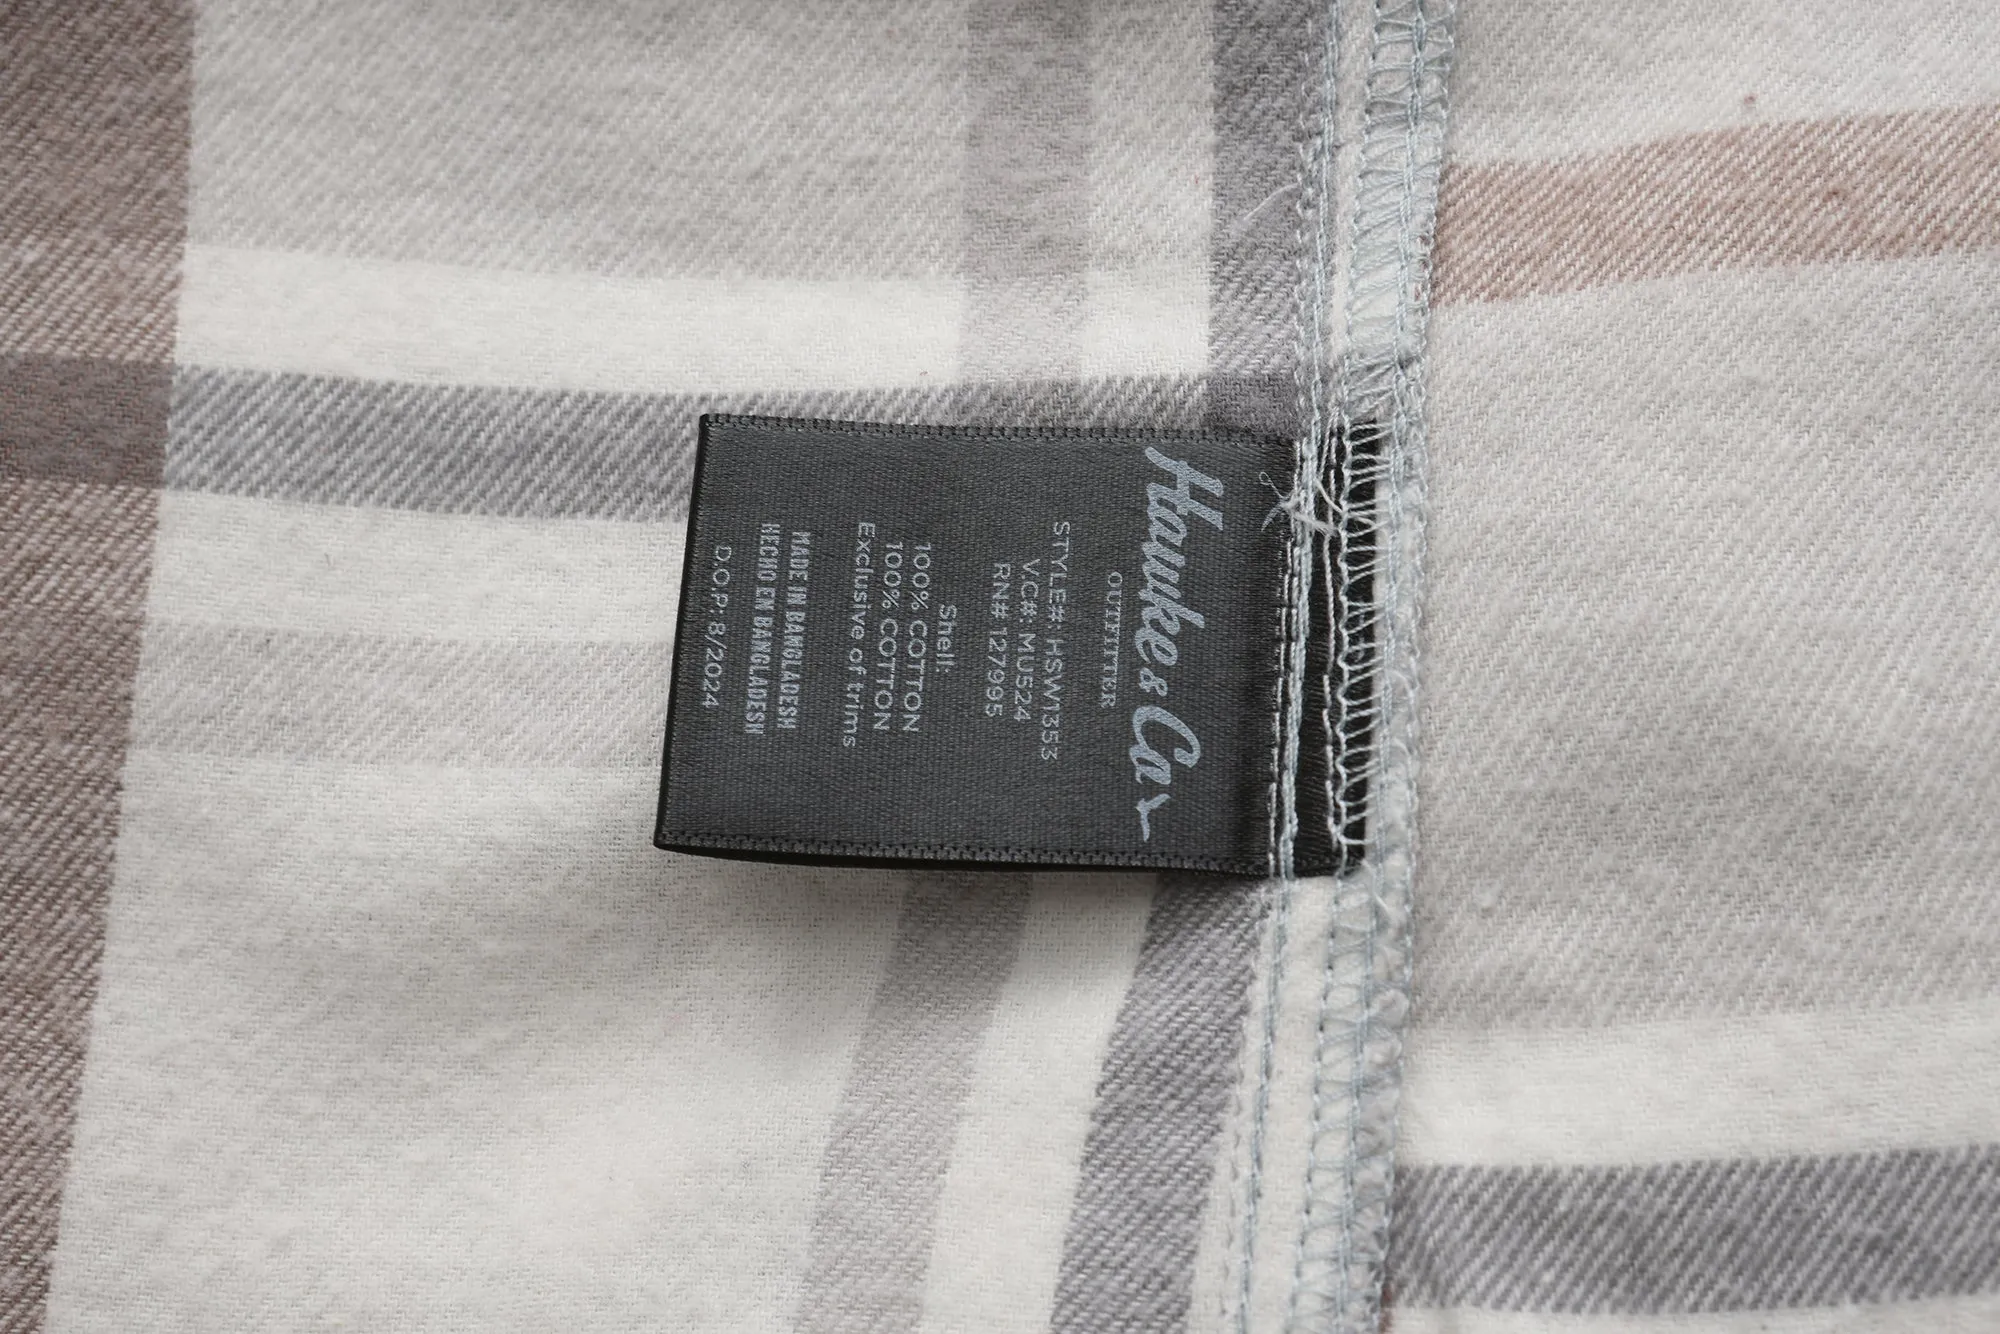 Hawke & Co
OUTFITTER
STYLE# HSW1353
V.C#: MU524
RN# 127995
Shell:
100% COTTON
100% COTTON
Exclusive of trims
MADE IN BANGLADESH
HECHO EN BANGLADESH
D.O.P: 8/2024